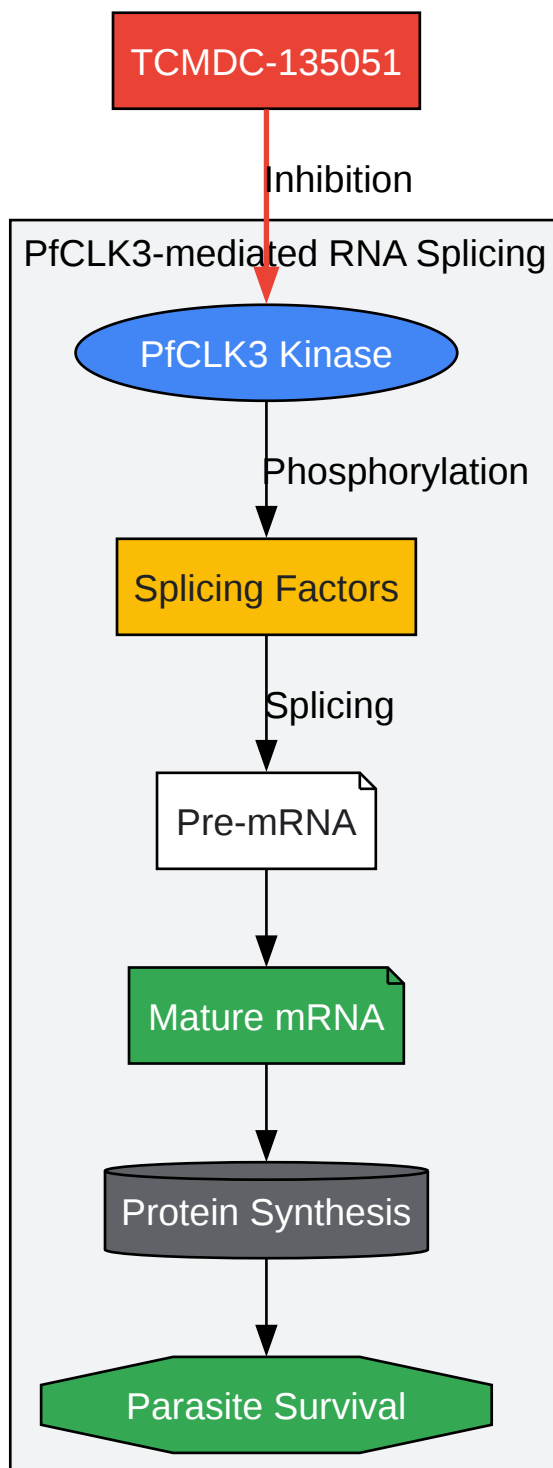 TCMDC-135051
Inhibition
PfCLK3-mediated RNA Splicing
PfCLK3 Kinase
Phosphorylation
Splicing Factors
Splicing
Pre-mRNA
Mature mRNA
Protein Synthesis
Parasite Survival